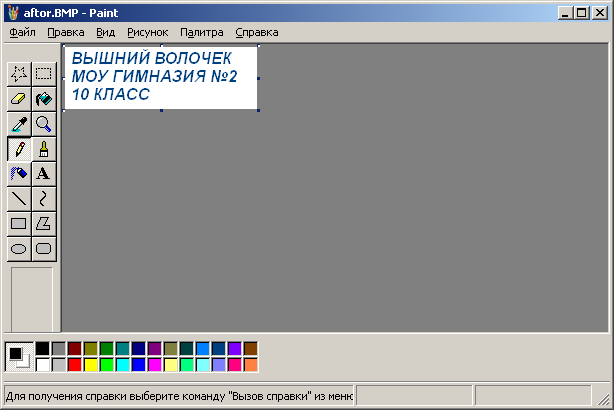 aftor.BMP - Paint
Файл Правка Вид Рисунок Палитра Справка
ВЫШНИЙ ВОЛОЧЕК
МОУ ГИМНАЗИЯ №2
10 КЛАСС
A
Для получения справки выберите команду "Вызов справки" из меню